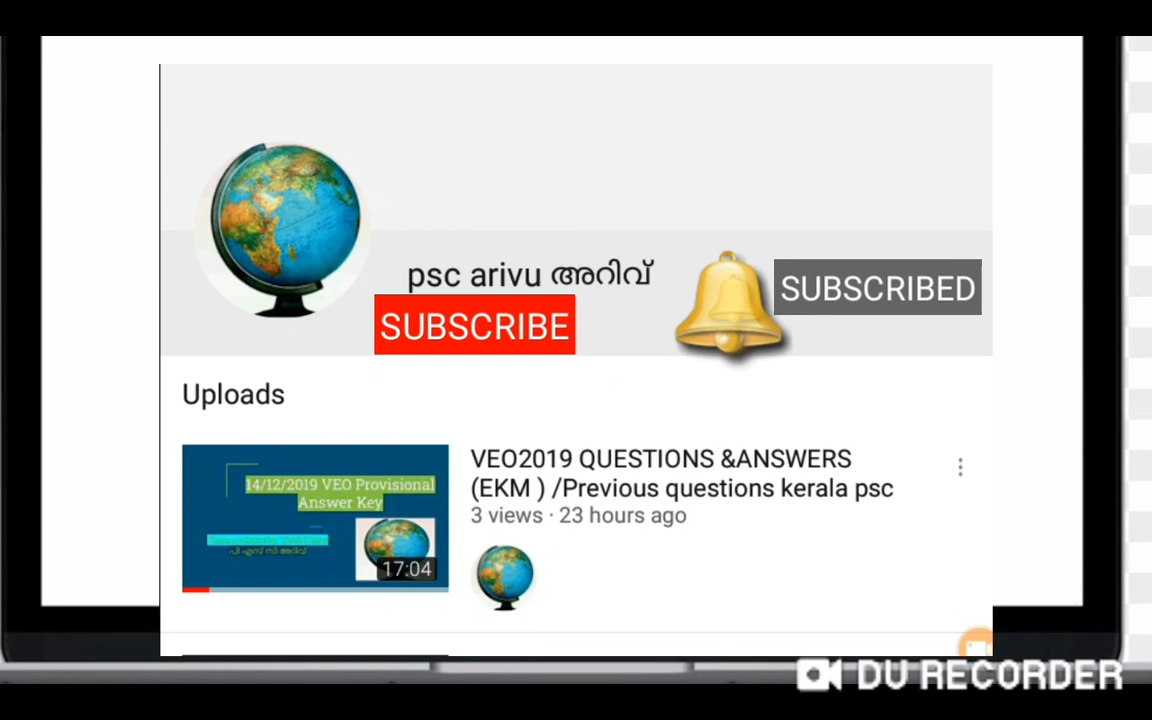 psc arivu അറിവ്
SUBSCRIBE
SUBSCRIBED
Uploads
14/12/2019 VEO Provisional
Answer Key
പി എസ് സി അറിവ്
17:04
VEO2019 QUESTIONS &ANSWERS
(EKM ) /Previous questions kerala psc
3 views · 23 hours ago
DU RECORDER